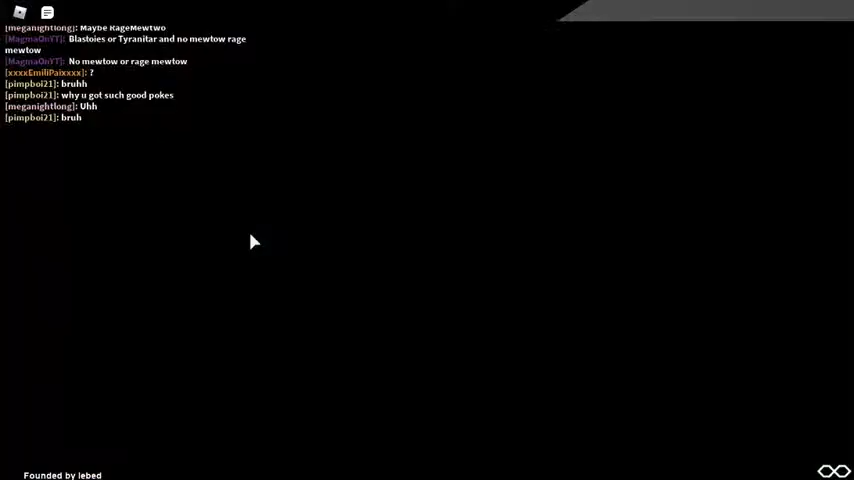 [meganightlong]: Maybe RageMewtwo
[MagmaOnYT]: Blastoies or Tyranitar and no mewtow rage
mewtow
[MagmaOnYT]: No mewtow or rage mewtow
[xxxxEmiliPaixxxx]: ?
[pimpboi21]: bruhh
[pimpboi21]: why u got such good pokes
[meganightlong]: Uhh
[pimpboi21]: bruh
Founded by lebed